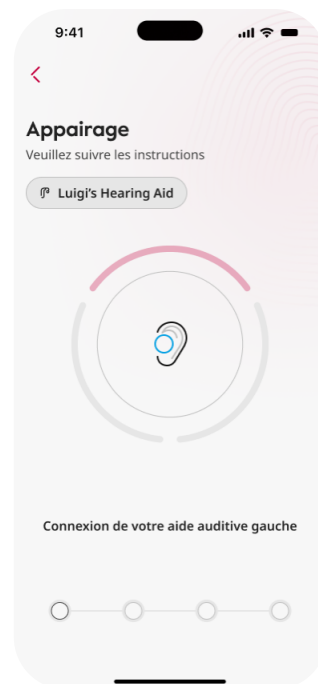 9:41
Appairage
Veuillez suivre les instructions
Luigi's Hearing Aid
Connexion de votre aide auditive gauche